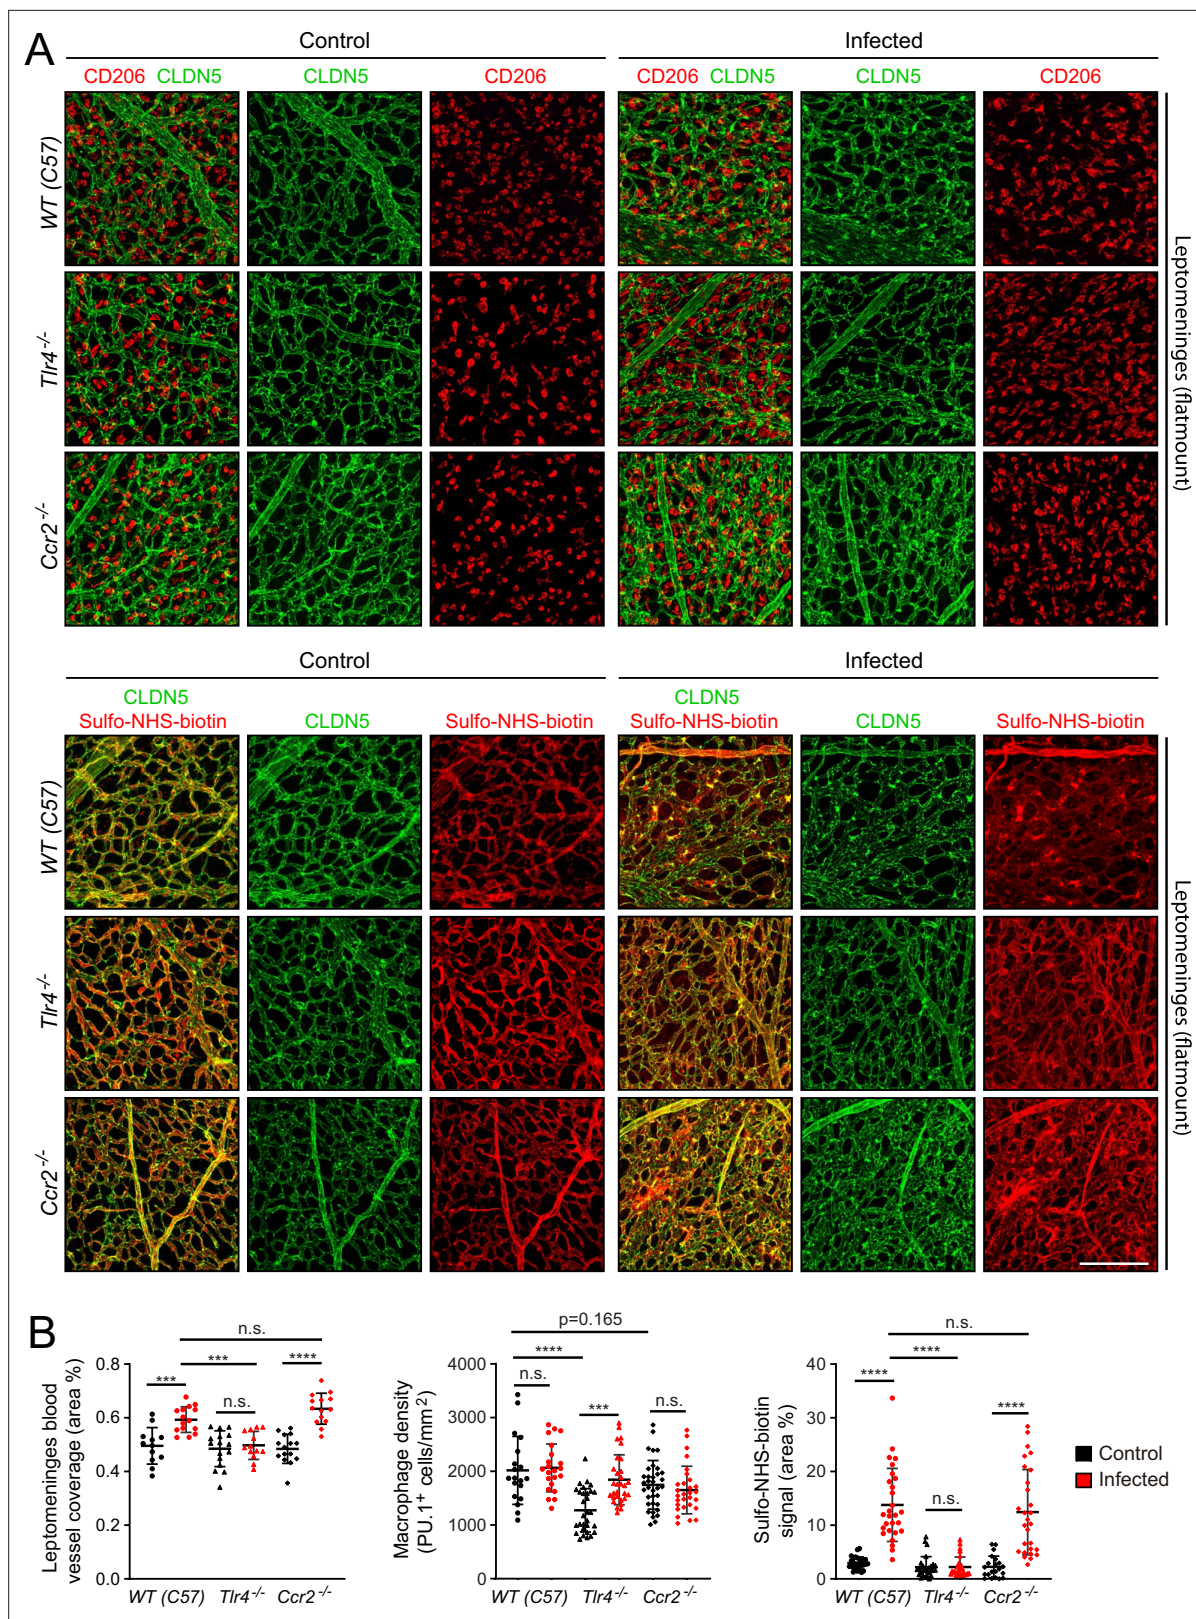 A
Control
Infected
CD206 CLDN5
CLDN5
CD206
CD206 CLDN5
CLDN5
CD206
WT (C57)
Tlr4-/-
Ccr2-/-
Leptomeninges (flatmount)
Control
Infected
CLDN5
Sulfo-NHS-biotin
CLDN5
Sulfo-NHS-biotin
CLDN5
Sulfo-NHS-biotin
CLDN5
Sulfo-NHS-biotin
WT (C57)
Tlr4-/-
Ccr2-/-
Leptomeninges (flatmount)
B
Leptomeninges blood
vessel coverage (area %)
0.8
0.6
0.4
0.2
0.0
n.s.
***
***
n.s.
****
WT (C57)
Tlr4-/-
Ccr2-/-
Macrophage density
(PU.1+ cells/mm2)
4000
3000
2000
1000
0
p=0.165
****
n.s.
***
n.s.
WT (C57)
Tlr4-/-
Ccr2-/-
Sulfo-NHS-biotin
signal (area %)
40
30
20
10
0
n.s.
****
****
n.s.
****
WT (C57)
Tlr4-/-
Ccr2-/-
Control
Infected